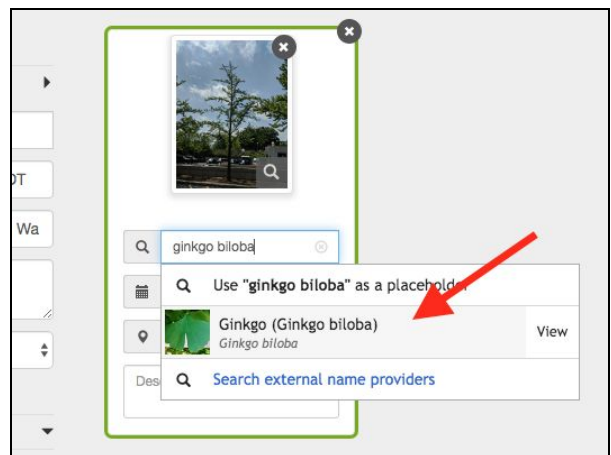 DT
Wa
ginkgo biloba
Use "ginkgo biloba" as a placeholder
Ginkgo (Ginkgo biloba)
Ginkgo biloba
View
Des
Search external name providers